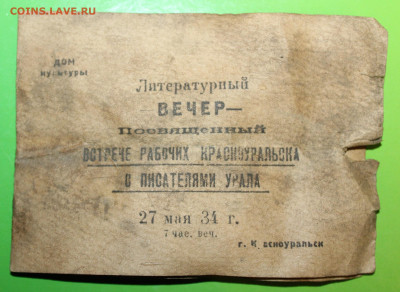 COINS.LAVE.RU
ДОМ
культуры
Литературный
—ВЕЧЕР—
Посвященный
ВСТРЕЧЕ РАБОЧИХ КРАСНОУРАЛЬСКА
С ПИСАТЕЛЯМИ УРАЛА
27 мая 34 г.
7 час. веч.
г. К асноуральск